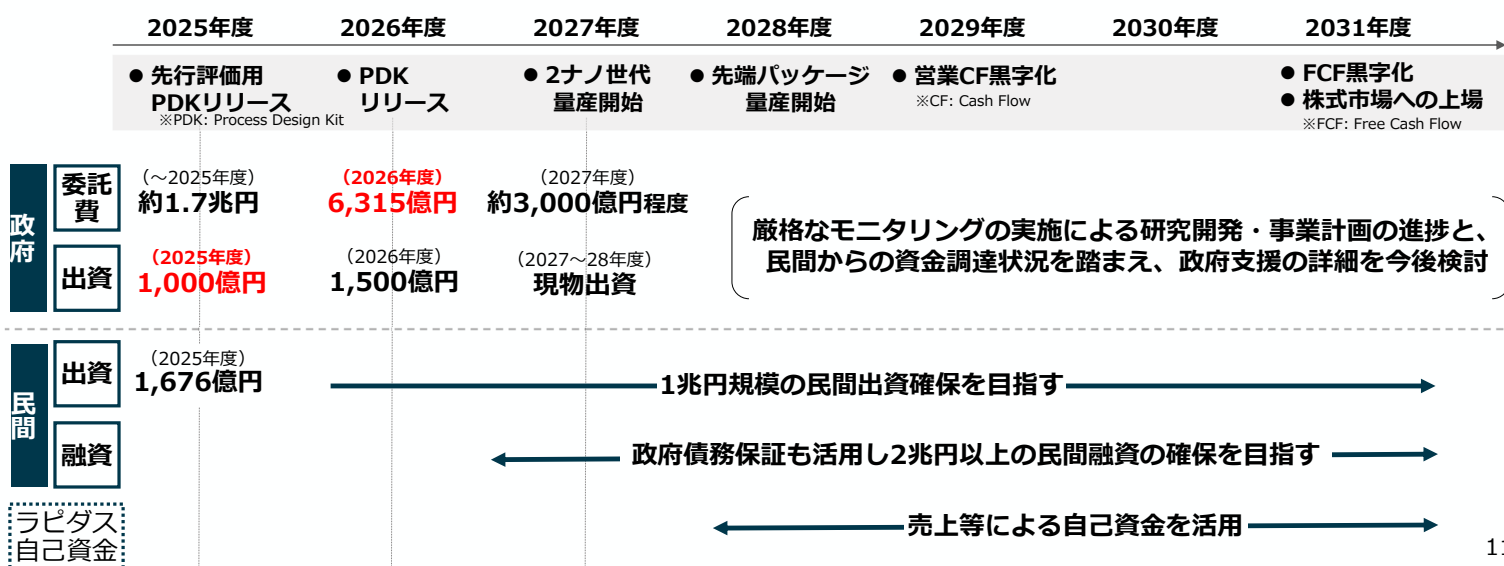 2025年度 2026年度 2027年度 2028年度 2029年度 2030年度 2031年度
● 先行評価用
PDKリリース
※PDK: Process Design Kit
● PDK
リリース
● 2ナノ世代
量産開始
● 先端パッケージ
量産開始
● 営業CF黒字化
※CF: Cash Flow
● FCF黒字化
● 株式市場への上場
※FCF: Free Cash Flow
政府
委託費
（～2025年度）
約1.7兆円
（2026年度）
6,315億円
（2027年度）
約3,000億円程度
出資
（2025年度）
1,000億円
（2026年度）
1,500億円
（2027～28年度）
現物出資
厳格なモニタリングの実施による研究開発・事業計画の進捗と、
民間からの資金調達状況を踏まえ、政府支援の詳細を今後検討
民間
出資
（2025年度）
1,676億円
1兆円規模の民間出資確保を目指す
融資
政府債務保証も活用し2兆円以上の民間融資の確保を目指す
ラピダス
自己資金
売上等による自己資金を活用